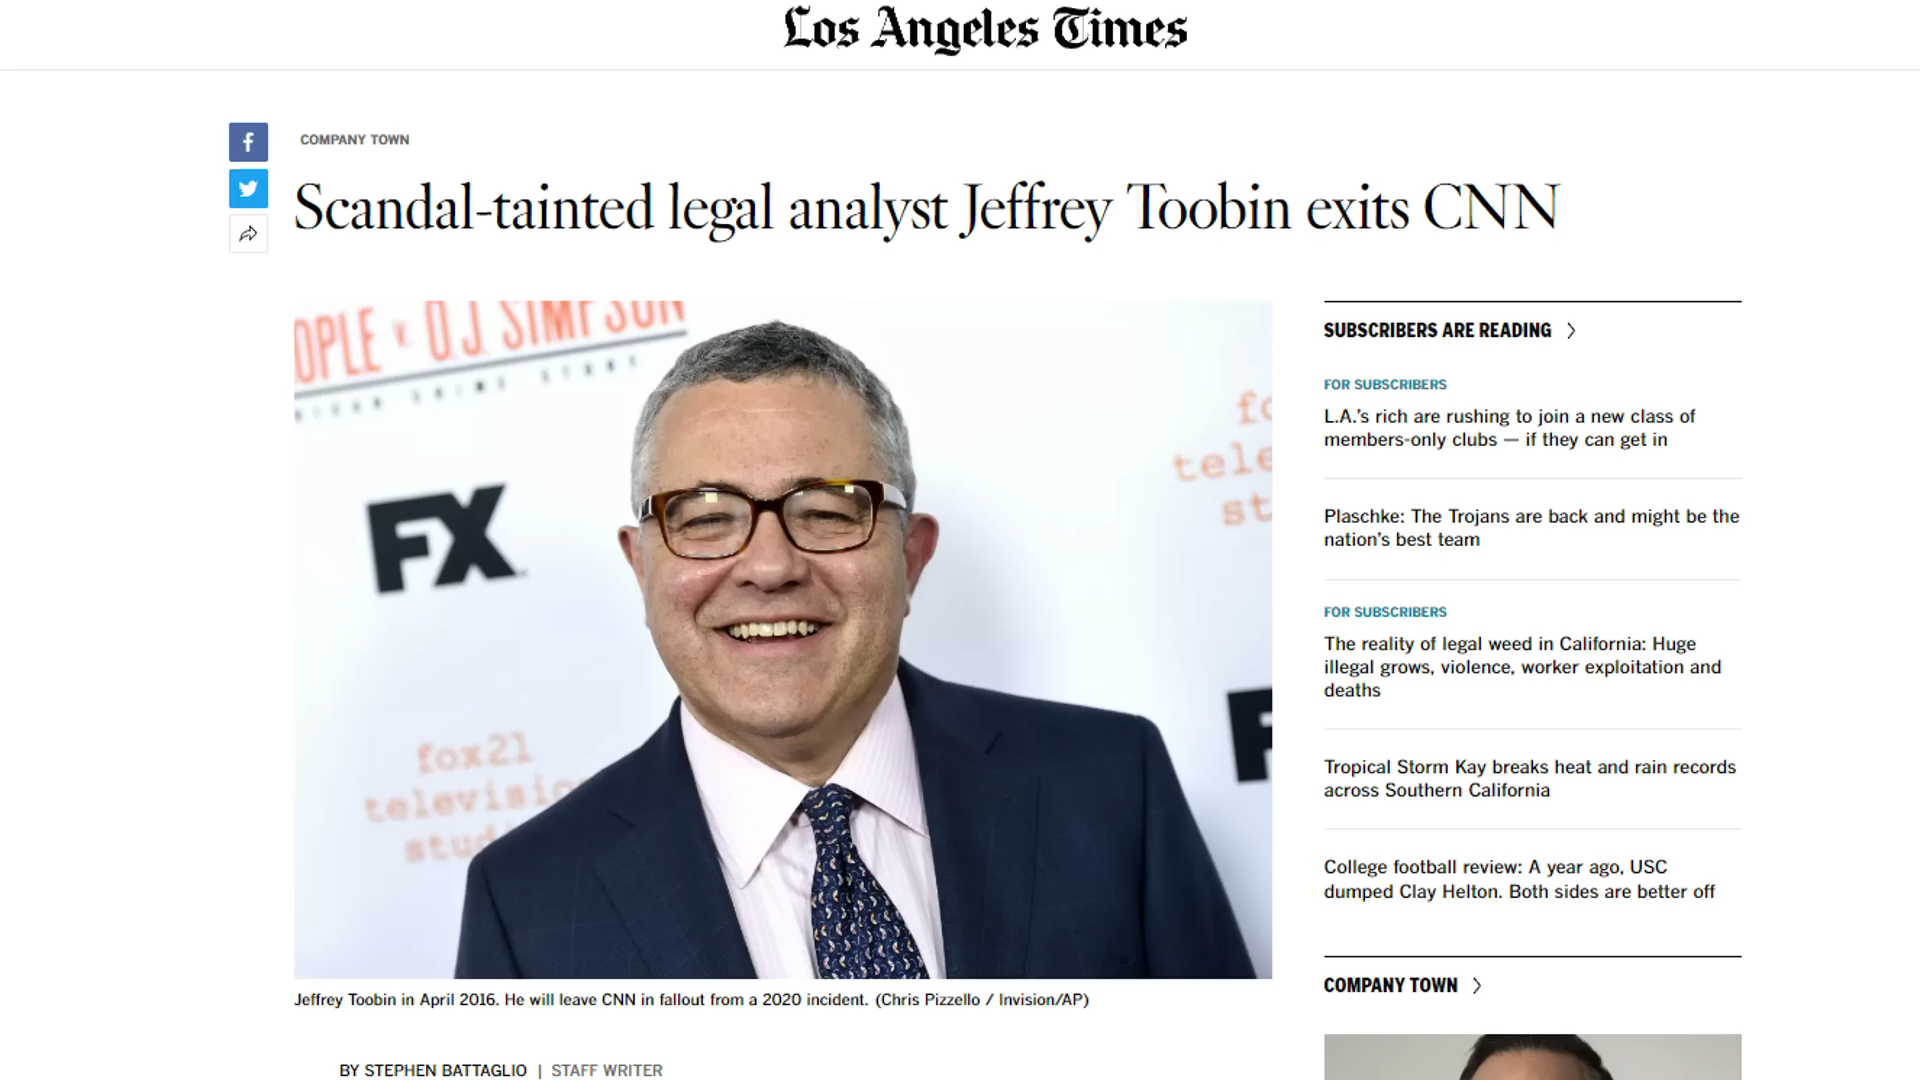 Los Angeles Times
COMPANY TOWN
Scandal-tainted legal analyst Jeffrey Toobin exits CNN
OPLE v. O.J. SIMPSON
FX
fox21
television
Jeffrey Toobin in April 2016. He will leave CNN in fallout from a 2020 incident. (Chris Pizzello / Invision/AP)
BY STEPHEN BATTAGLIO | STAFF WRITER
SUBSCRIBERS ARE READING
FOR SUBSCRIBERS
L.A.’s rich are rushing to join a new class of
members-only clubs — if they can get in
Plaschke: The Trojans are back and might be the
nation’s best team
FOR SUBSCRIBERS
The reality of legal weed in California: Huge
illegal grows, violence, worker exploitation and
deaths
Tropical Storm Kay breaks heat and rain records
across Southern California
College football review: A year ago, USC
dumped Clay Helton. Both sides are better off
COMPANY TOWN